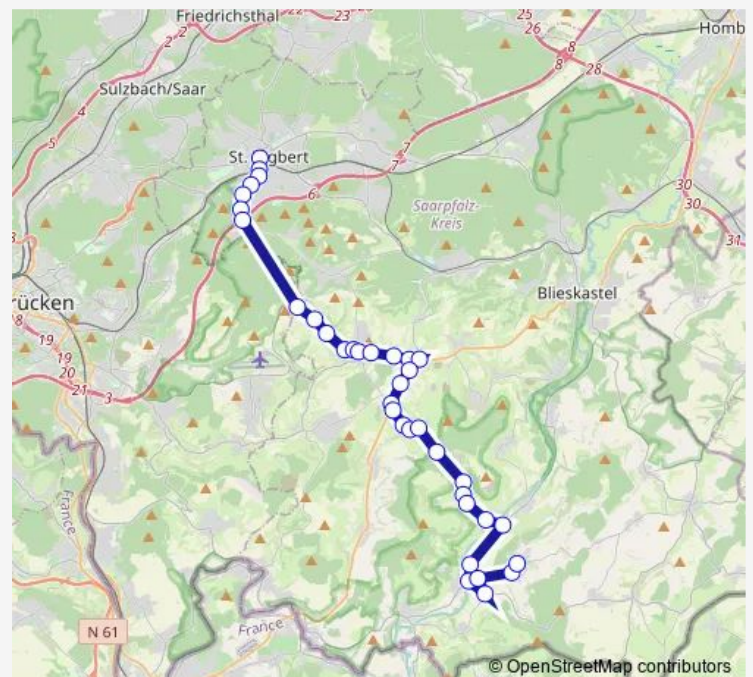 Friedrichsthal
22
23
25
26
Homb
2
2
8
8
28
Sulzbach/Saar
4
5
7
7
St. Ingbert
6
30
30
Saarpfalz-
Kreis
31
Blieskastel
rücken
18
19
19
20
21
3
France
N 61
France
© OpenStreetMap contributors